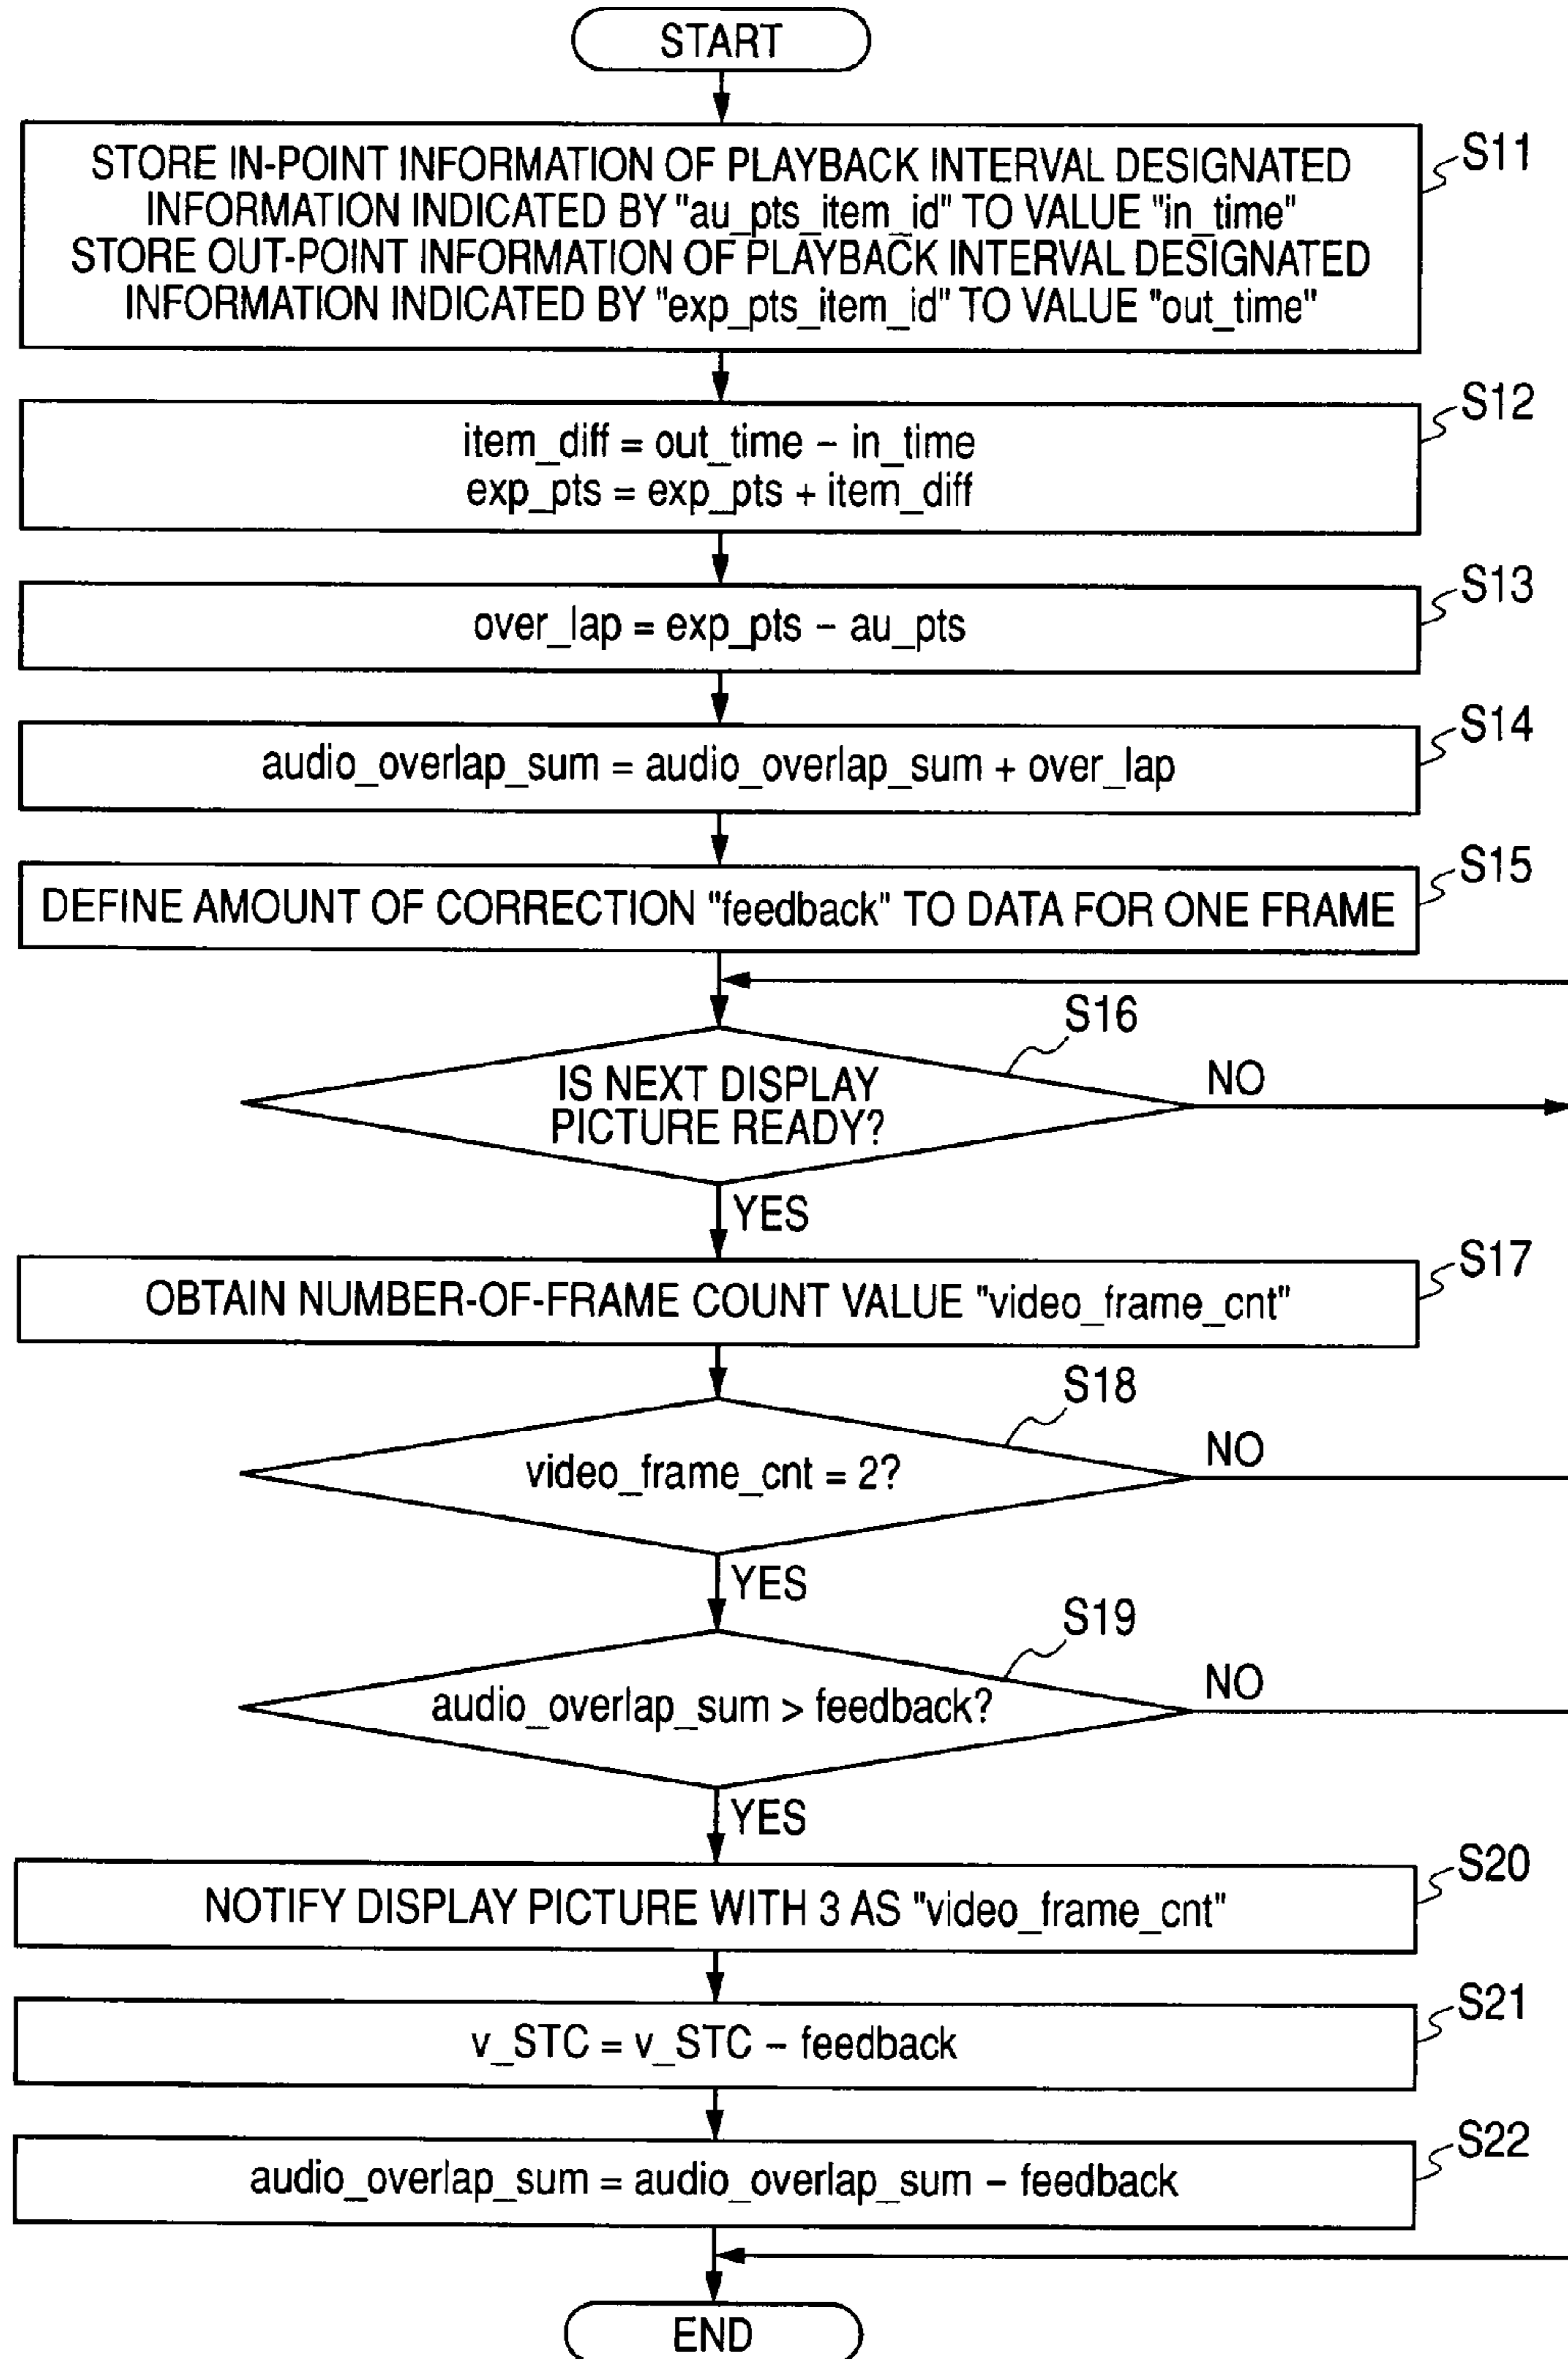 START
STORE IN-POINT INFORMATION OF PLAYBACK INTERVAL DESIGNATED
INFORMATION INDICATED BY "au_pts_item_id" TO VALUE "in_time"
STORE OUT-POINT INFORMATION OF PLAYBACK INTERVAL DESIGNATED
INFORMATION INDICATED BY "exp_pts_item_id" TO VALUE "out_time"
S11
item_diff = out_time − in_time
exp_pts = exp_pts + item_diff
S12
over_lap = exp_pts − au_pts
S13
audio_overlap_sum = audio_overlap_sum + over_lap
S14
DEFINE AMOUNT OF CORRECTION "feedback" TO DATA FOR ONE FRAME
S15
IS NEXT DISPLAY
PICTURE READY?
S16
NO
YES
OBTAIN NUMBER-OF-FRAME COUNT VALUE "video_frame_cnt"
S17
video_frame_cnt = 2?
S18
NO
YES
audio_overlap_sum > feedback?
S19
NO
YES
NOTIFY DISPLAY PICTURE WITH 3 AS "video_frame_cnt"
S20
v_STC = v_STC − feedback
S21
audio_overlap_sum = audio_overlap_sum − feedback
S22
END